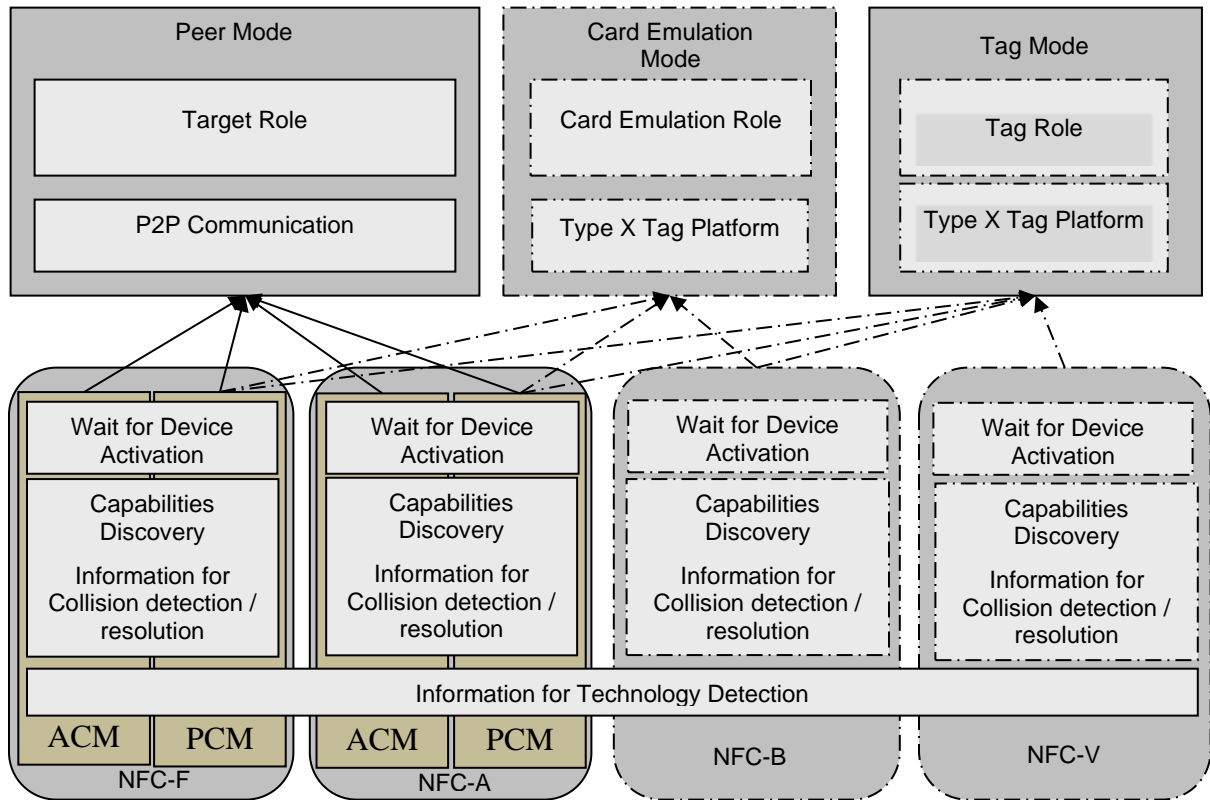 Peer Mode
Target Role
P2P Communication
Card Emulation
Mode
Card Emulation Role
Type X Tag Platform
Tag Mode
Tag Role
Type X Tag Platform
Wait for Device
Activation
Capabilities
Discovery
Information for
Collision detection /
resolution
Wait for Device
Activation
Capabilities
Discovery
Information for
Collision detection /
resolution
Wait for Device
Activation
Capabilities
Discovery
Information for
Collision detection /
resolution
Wait for Device
Activation
Capabilities
Discovery
Information for
Collision detection /
resolution
Information for Technology Detection
ACM
PCM
ACM
PCM
NFC-F
NFC-A
NFC-B
NFC-V